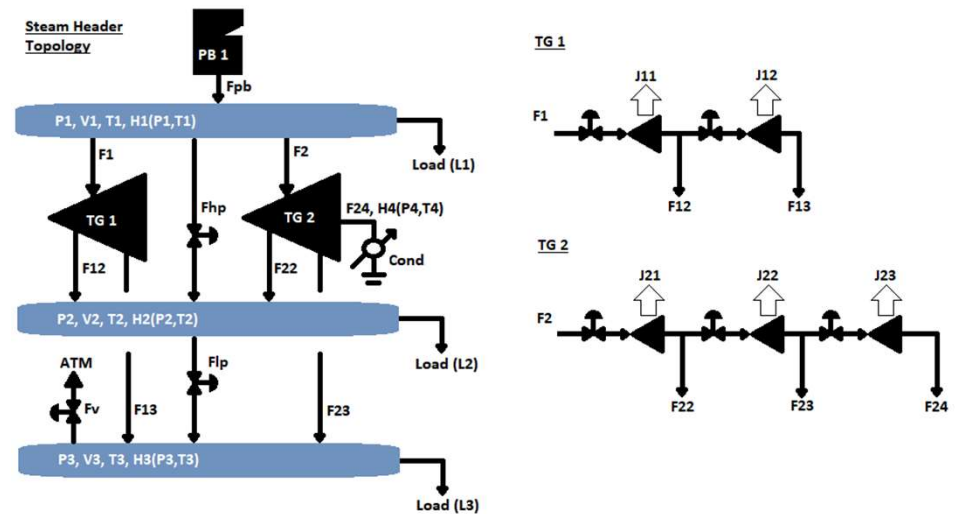 Steam Header
Topology
PB 1
Fpb
P1, V1, T1, H1(P1,T1)
Load (L1)
F1
F2
Fhp
TG 1
TG 2
F24, H4(P4,T4)
Cond
F12
F22
P2, V2, T2, H2(P2,T2)
Load (L2)
ATM
Flp
Fv
F13
F23
P3, V3, T3, H3(P3,T3)
Load (L3)
TG 1
J11
J12
F1
F12
F13
TG 2
J21
J22
J23
F2
F22
F23
F24